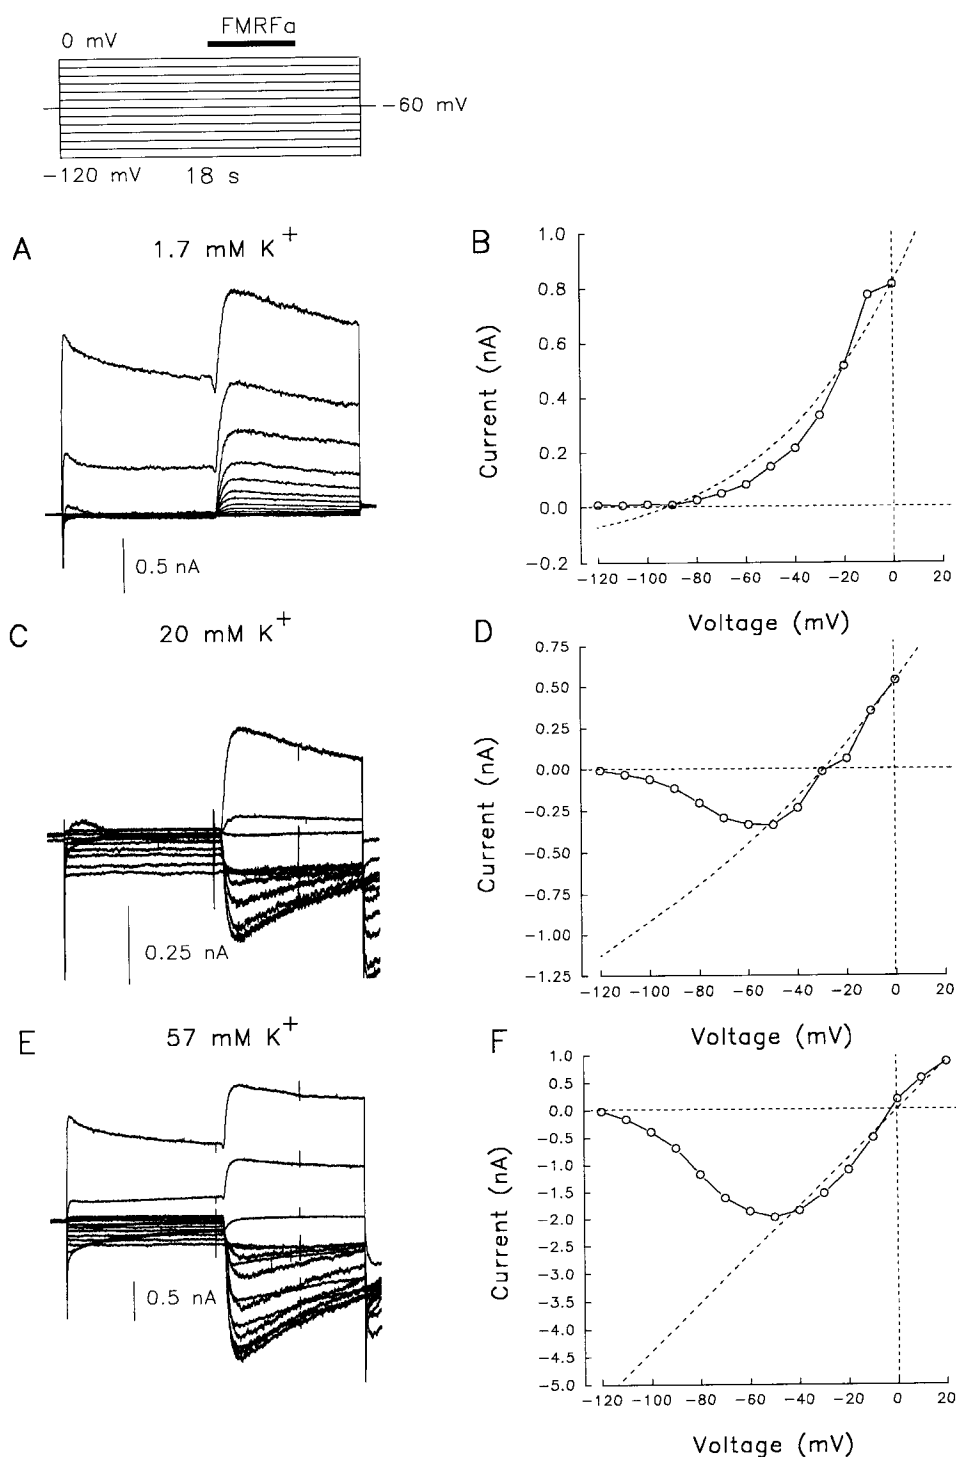 FMRFa
0 mV
−60 mV
−120 mV 18 s
A
1.7 mM K+
0.5 nA
B
1.0
0.8
0.6
0.4
0.2
0.0
−0.2
Current (nA)
−120 −100 −80 −60 −40 −20 0 20
Voltage (mV)
C
20 mM K+
0.25 nA
D
0.75
0.50
0.25
0.00
−0.25
−0.50
−0.75
−1.00
−1.25
Current (nA)
−120 −100 −80 −60 −40 −20 0 20
Voltage (mV)
E
57 mM K+
0.5 nA
F
1.0
0.5
0.0
−0.5
−1.0
−1.5
−2.0
−2.5
−3.0
−3.5
−4.0
−4.5
−5.0
Current (nA)
−120 −100 −80 −60 −40 −20 0 20
Voltage (mV)